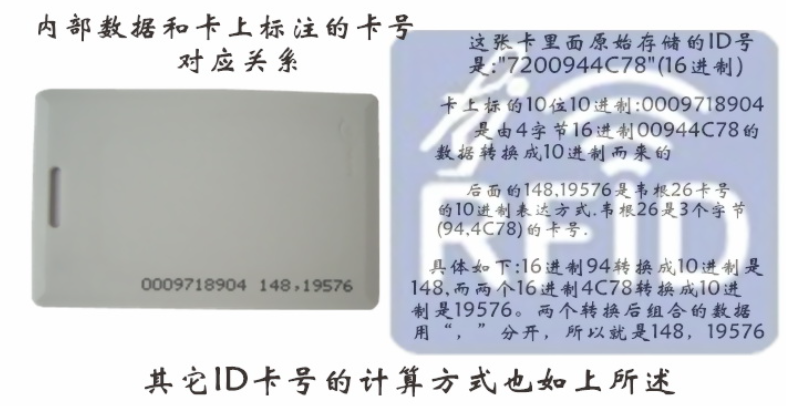 内部数据和卡上标注的卡号
对应关系
0009718904 148,19576
这张卡里面原始存储的ID号
是:"7200944C78"(16进制)
卡上标的10位10进制:0009718904
是由4字节16进制00944C78的
数据转换成10进制而来的
后面的148,19576是韦根26卡号
的10进制表达方式.韦根26是3个字节
(94,4C78)的卡号.
具体如下:16进制94转换成10进制是
148,而两个16进制4C78转换成10进
制是19576。两个转换后组合的数据
用“，”分开，所以就是148，19576
RFID
其它ID卡号的计算方式也如上所述